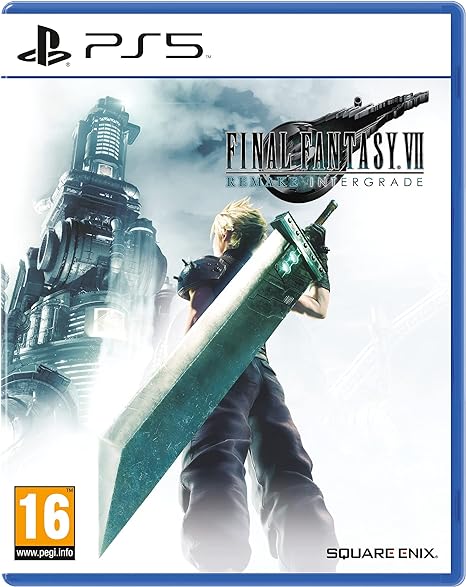 PS5
FINAL FANTASY.VII
REMAKE INTERGRADE
16
www.pegi.info
SQUARE ENIX.